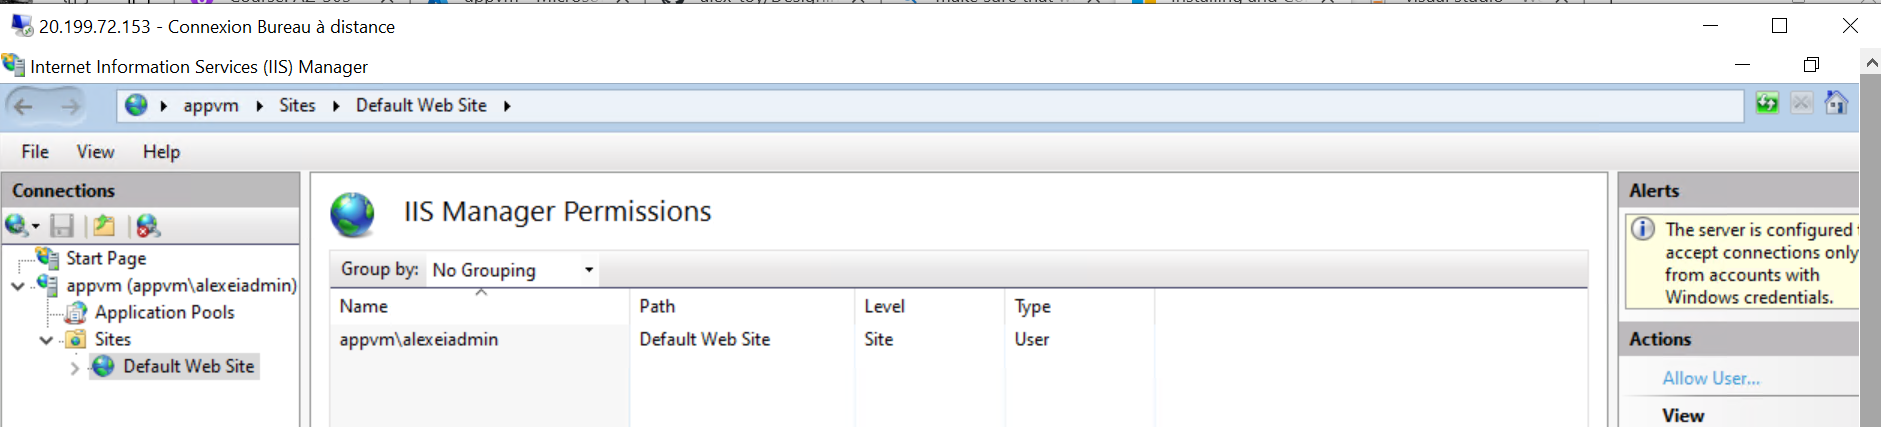 20.199.72.153 - Connexion Bureau à distance
Internet Information Services (IIS) Manager
appvm Sites Default Web Site
File View Help
Connections
Start Page
appvm (appvm\alexeiadmin)
Application Pools
Sites
Default Web Site
IIS Manager Permissions
Group by: No Grouping
Name Path Level Type
appvm\alexeiadmin Default Web Site Site User
Alerts
The server is configured
accept connections only
from accounts with
Windows credentials.
Actions
Allow User...
View